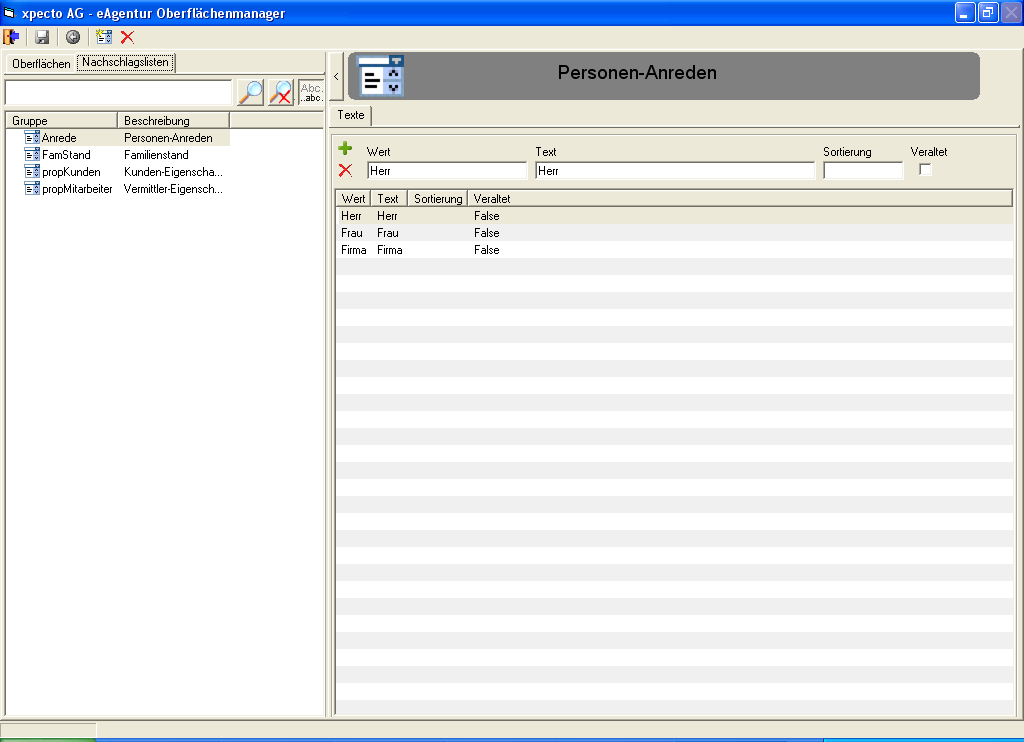 xpecto AG - eAgentur Oberflächenmanager
Oberflächen Nachschlagslisten
Abc.
..abc.
Gruppe Beschreibung
Anrede Personen-Anreden
FamStand Familienstand
propKunden Kunden-Eigenscha...
propMitarbeiter Vermittler-Eigensch...
<
Personen-Anreden
Texte
Wert Text Sortierung Veraltet
Herr Herr
Wert Text Sortierung Veraltet
Herr Herr False
Frau Frau False
Firma Firma False